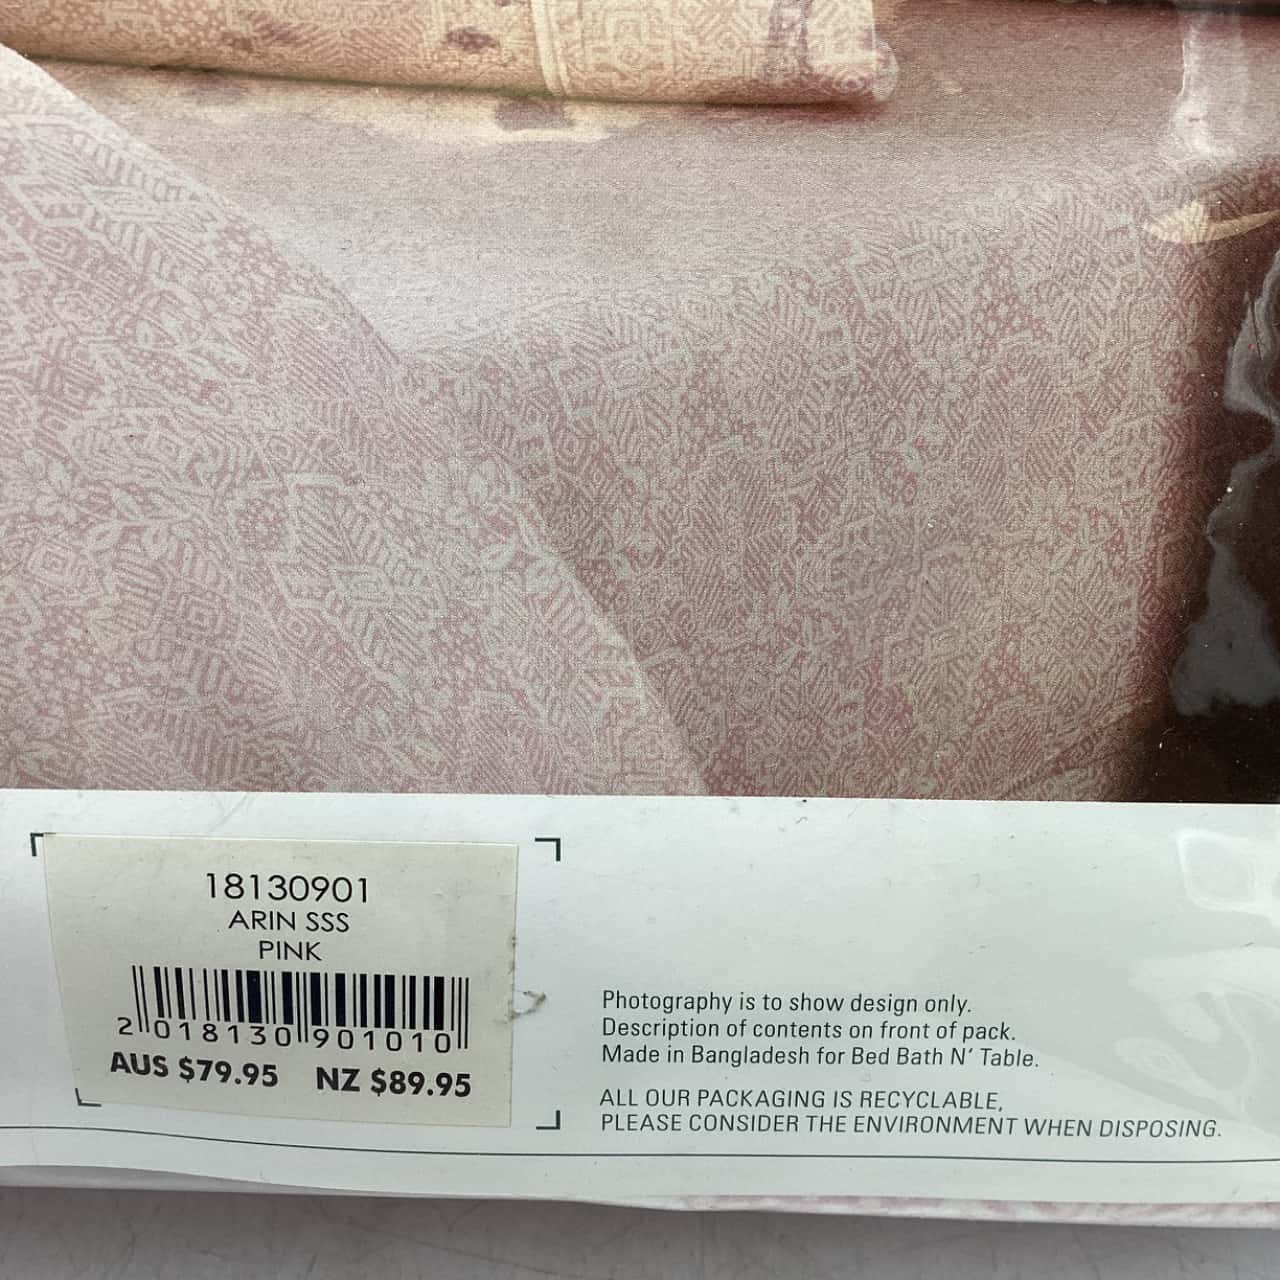 18130901
ARIN SSS
PINK
2 018130 901010
AUS $79.95 NZ $89.95
Photography is to show design only.
Description of contents on front of pack.
Made in Bangladesh for Bed Bath N' Table.
ALL OUR PACKAGING IS RECYCLABLE,
PLEASE CONSIDER THE ENVIRONMENT WHEN DISPOSING.